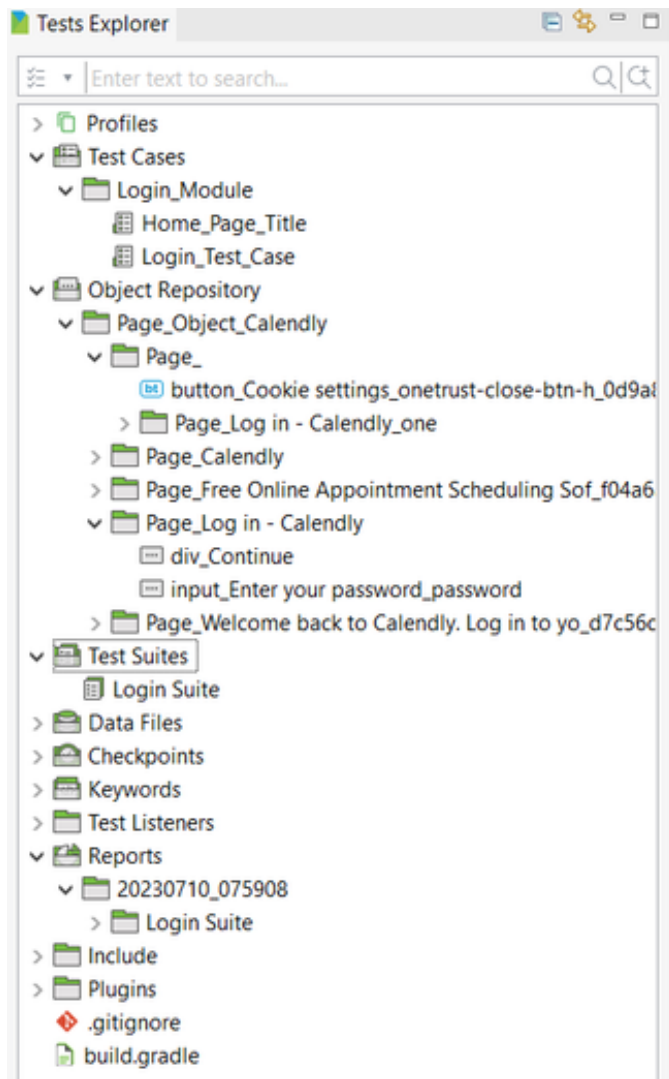 Tests Explorer
Enter text to search...
Profiles
Test Cases
Login_Module
Home_Page_Title
Login_Test_Case
Object Repository
Page_Object_Calendly
Page_
bt button_Cookie settings_onetrust-close-btn-h_0d9a8
Page_Log in - Calendly_one
Page_Calendly
Page_Free Online Appointment Scheduling Sof_f04a6
Page_Log in - Calendly
div_Continue
input_Enter your password_password
Page_Welcome back to Calendly. Log in to yo_d7c56c
Test Suites
Login Suite
Data Files
Checkpoints
Keywords
Test Listeners
Reports
20230710_075908
Login Suite
Include
Plugins
.gitignore
build.gradle